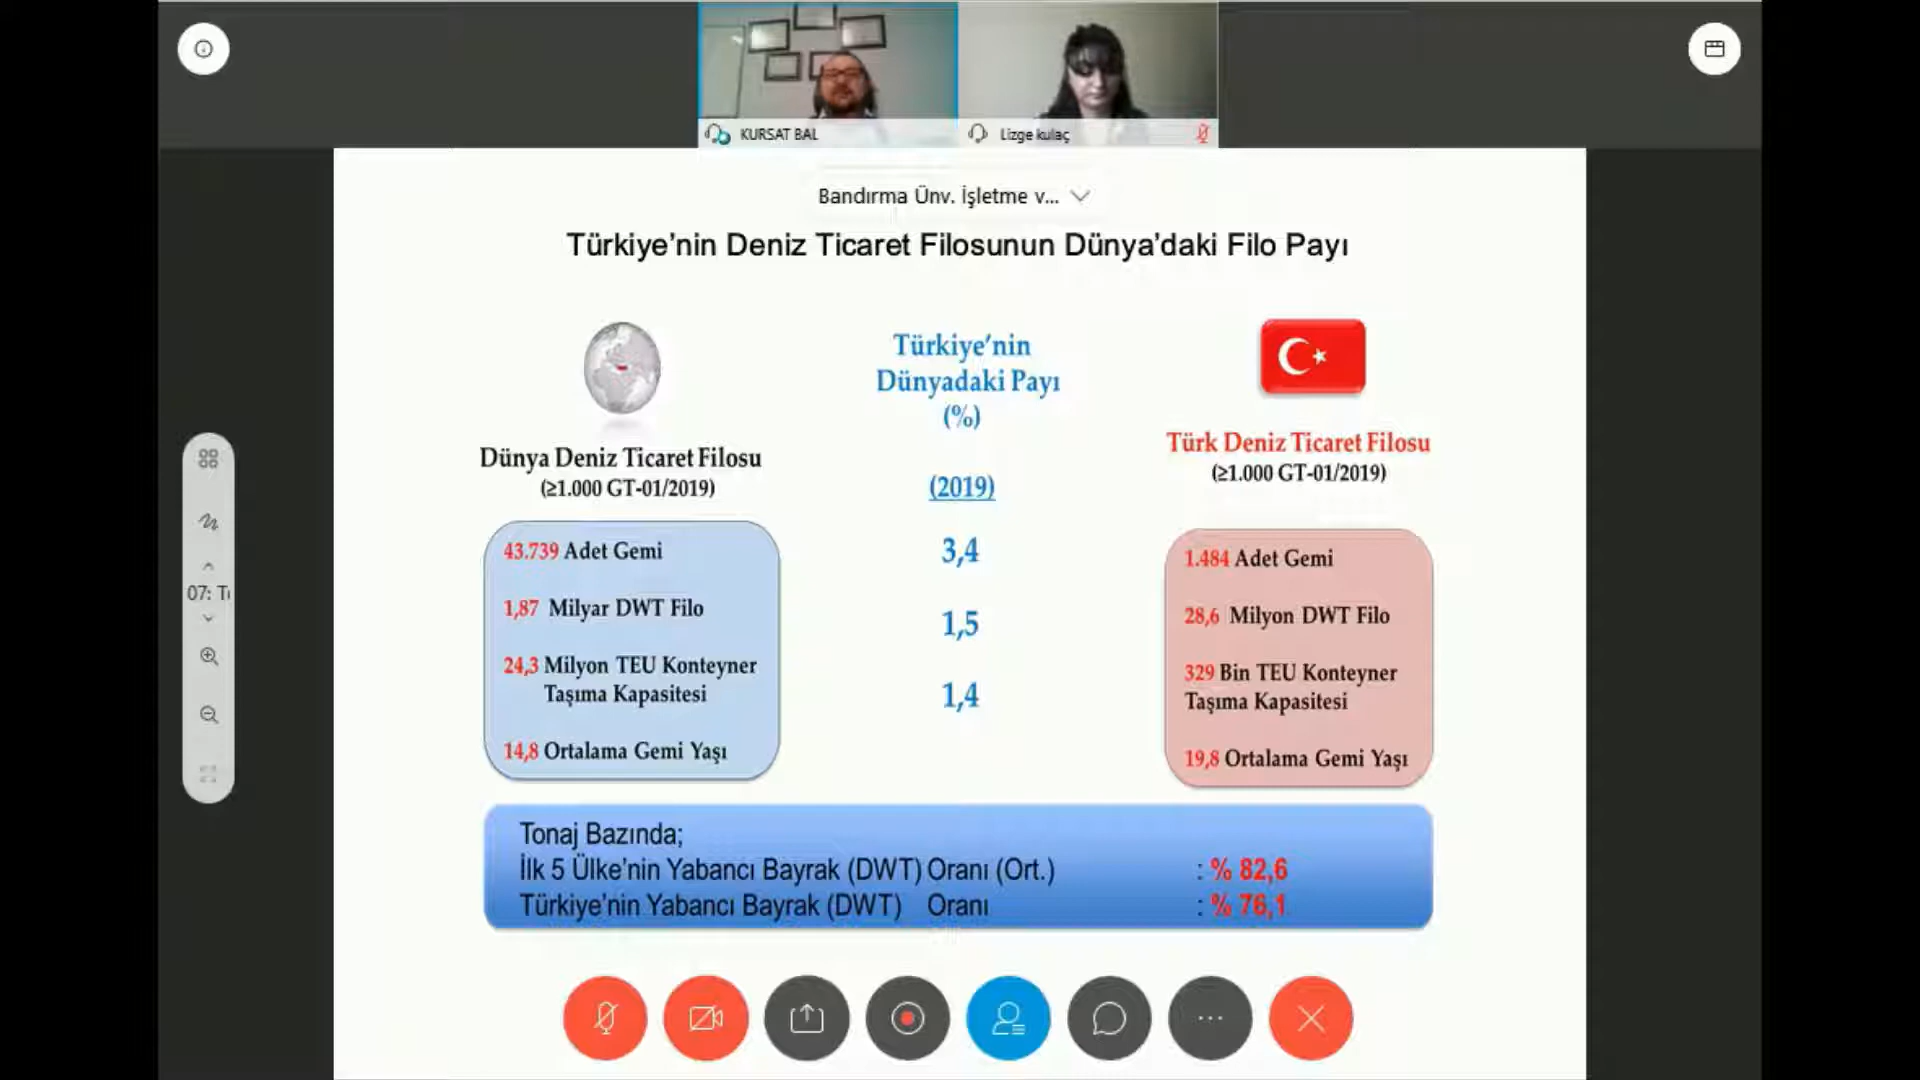 KURSAT BAL
Lizge kulaç
Bandırma Ünv. İşletme v...
Türkiye'nin Deniz Ticaret Filosunun Dünya'daki Filo Payı
Dünya Deniz Ticaret Filosu
(≥1.000 GT-01/2019)
43.739 Adet Gemi
1,87 Milyar DWT Filo
24,3 Milyon TEU Konteyner
Taşıma Kapasitesi
14,8 Ortalama Gemi Yaşı
Türkiye'nin
Dünyadaki Payı
(%)
(2019)
3,4
1,5
1,4
Türk Deniz Ticaret Filosu
(≥1.000 GT-01/2019)
1.484 Adet Gemi
28,6 Milyon DWT Filo
329 Bin TEU Konteyner
Taşıma Kapasitesi
19,8 Ortalama Gemi Yaşı
Tonaj Bazında;
İlk 5 Ülke'nin Yabancı Bayrak (DWT) Oranı (Ort.) : % 82,6
Türkiye'nin Yabancı Bayrak (DWT) Oranı : % 76,1
07: